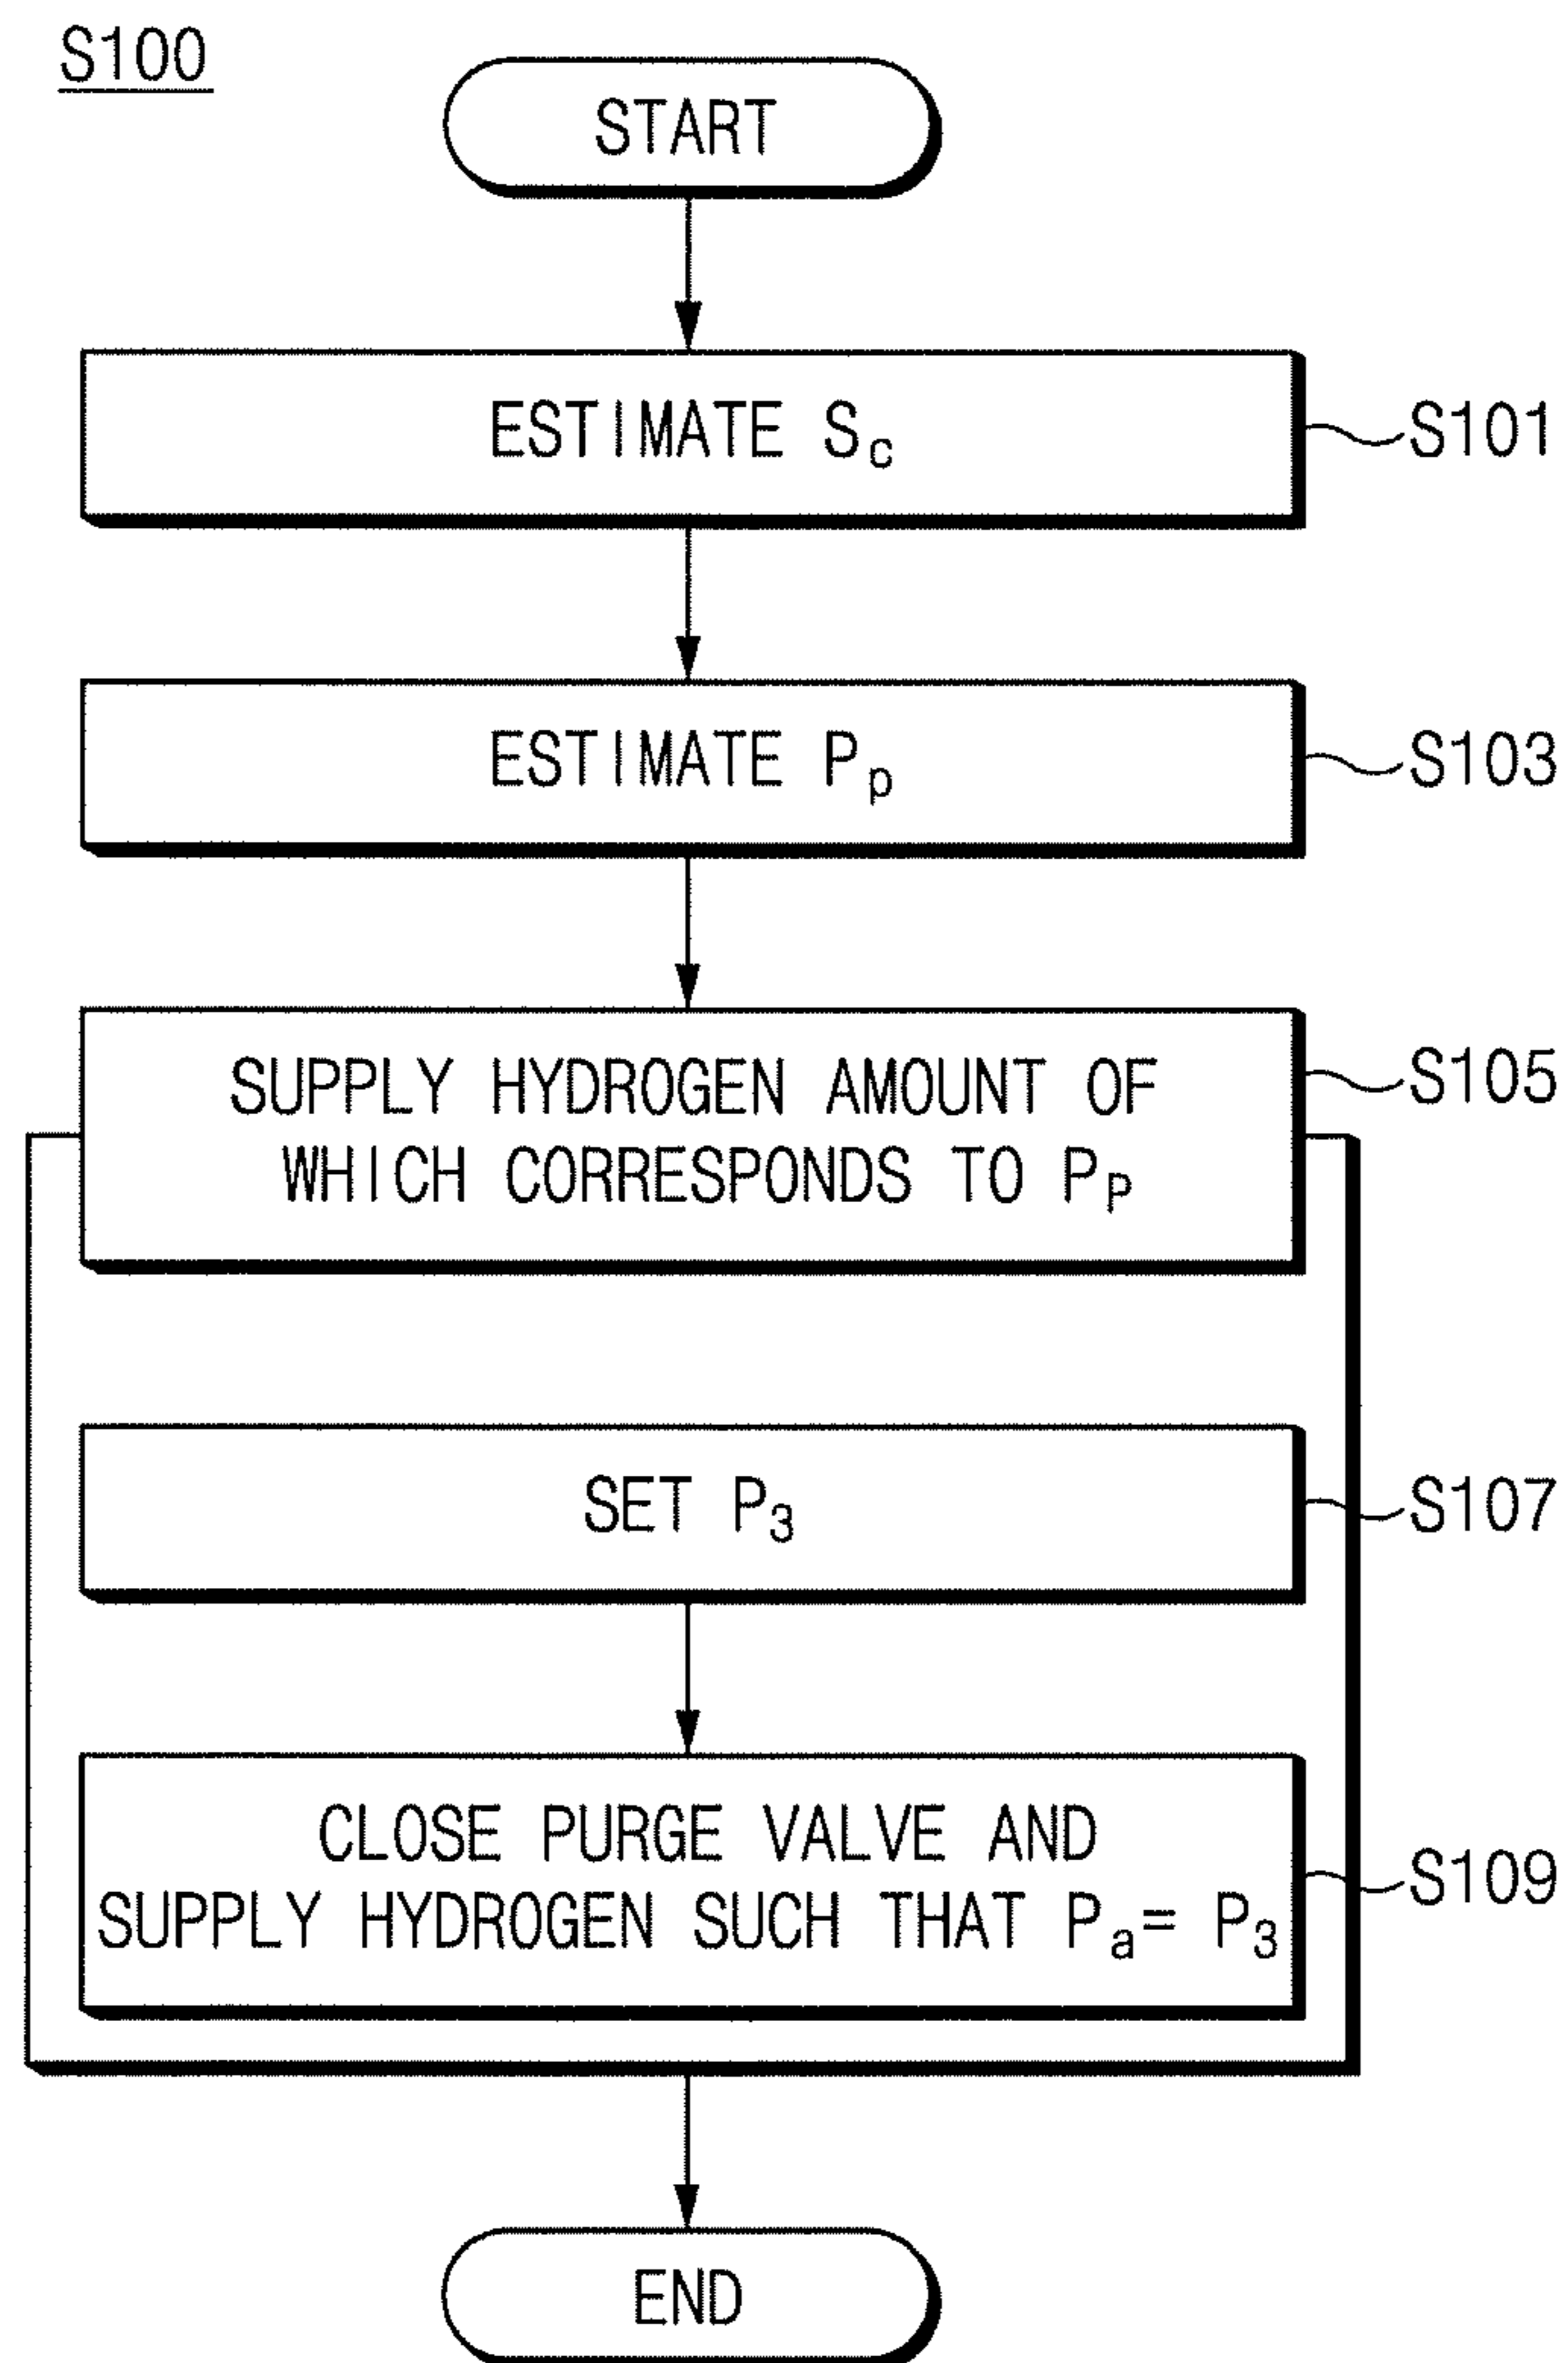 S100
START
ESTIMATE Sc
S101
ESTIMATE Pp
S103
SUPPLY HYDROGEN AMOUNT OF
WHICH CORRESPONDS TO PP
S105
SET P3
S107
CLOSE PURGE VALVE AND
SUPPLY HYDROGEN SUCH THAT Pa= P3
S109
END